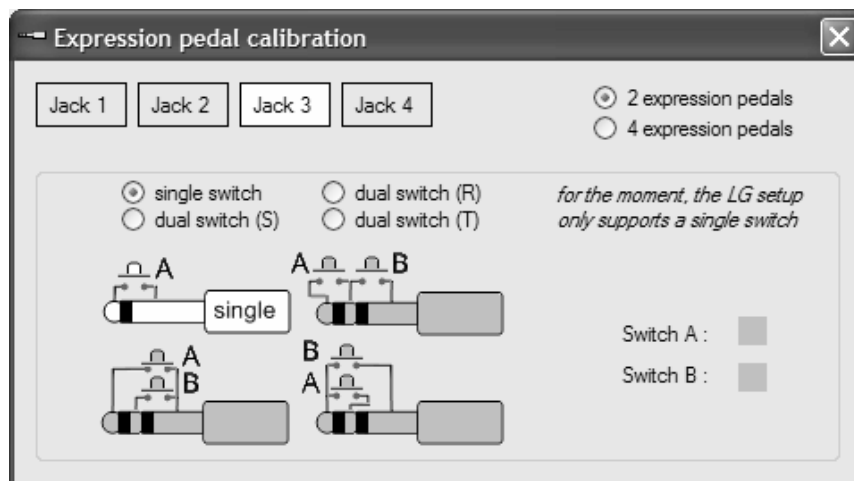 Expression pedal calibration
Jack 1 Jack 2 Jack 3 Jack 4
2 expression pedals
4 expression pedals
single switch dual switch (R)
dual switch (S) dual switch (T)
for the moment, the LG setup
only supports a single switch
A
single
A B
A
B
B
A
Switch A :
Switch B :